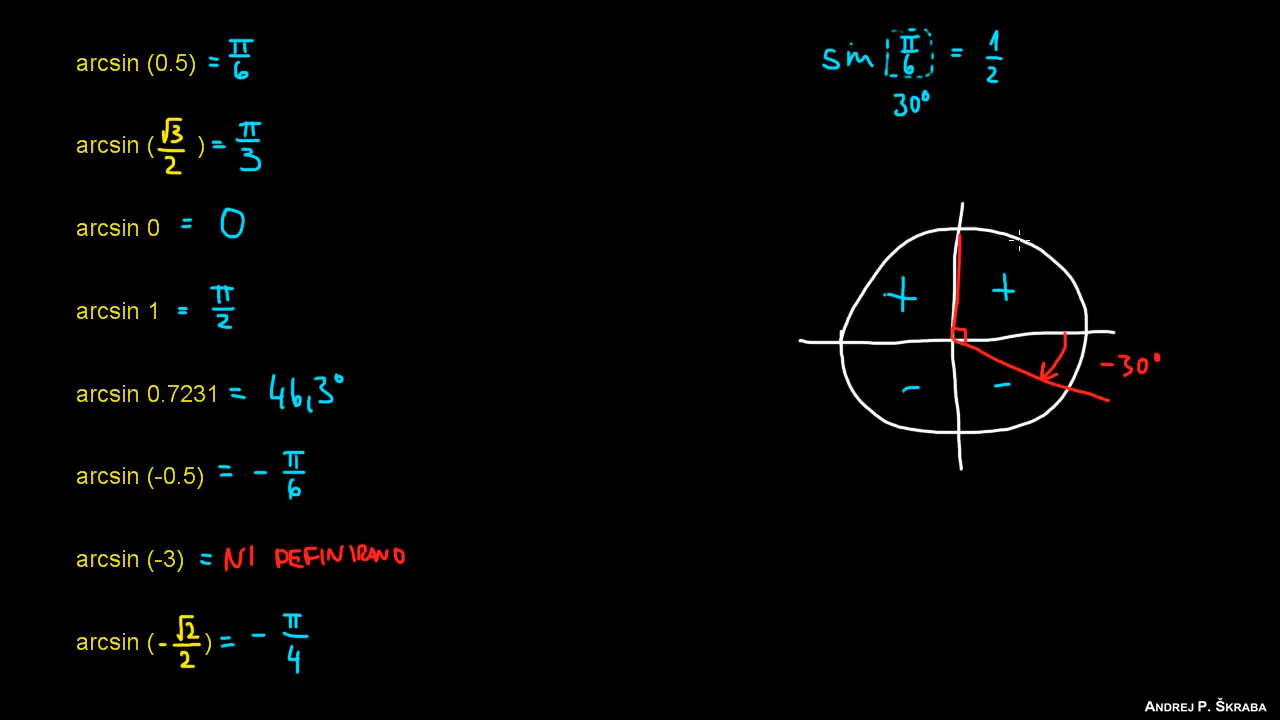 arcsin (0.5) = π/6
arcsin (√3/2) = π/3
arcsin 0 = 0
arcsin 1 = π/2
arcsin 0.7231 = 46,3°
arcsin (-0.5) = - π/6
arcsin (-3) = NI DEFINIRANO
arcsin (-√2/2) = - π/4
sin π/6 = 1/2
30°
+ +
- -
-30°
ANDREJ P. ŠKRABA